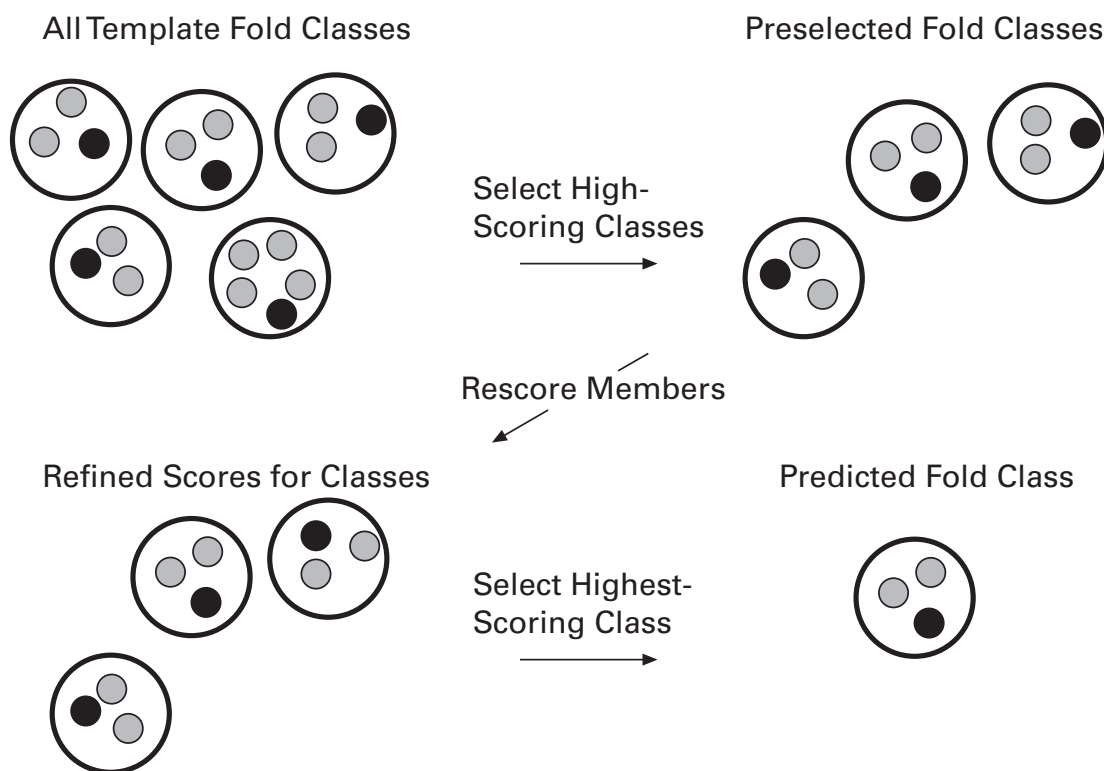 All Template Fold Classes
Preselected Fold Classes
Select High-
Scoring Classes
Rescore Members
Refined Scores for Classes
Predicted Fold Class
Select Highest-
Scoring Class